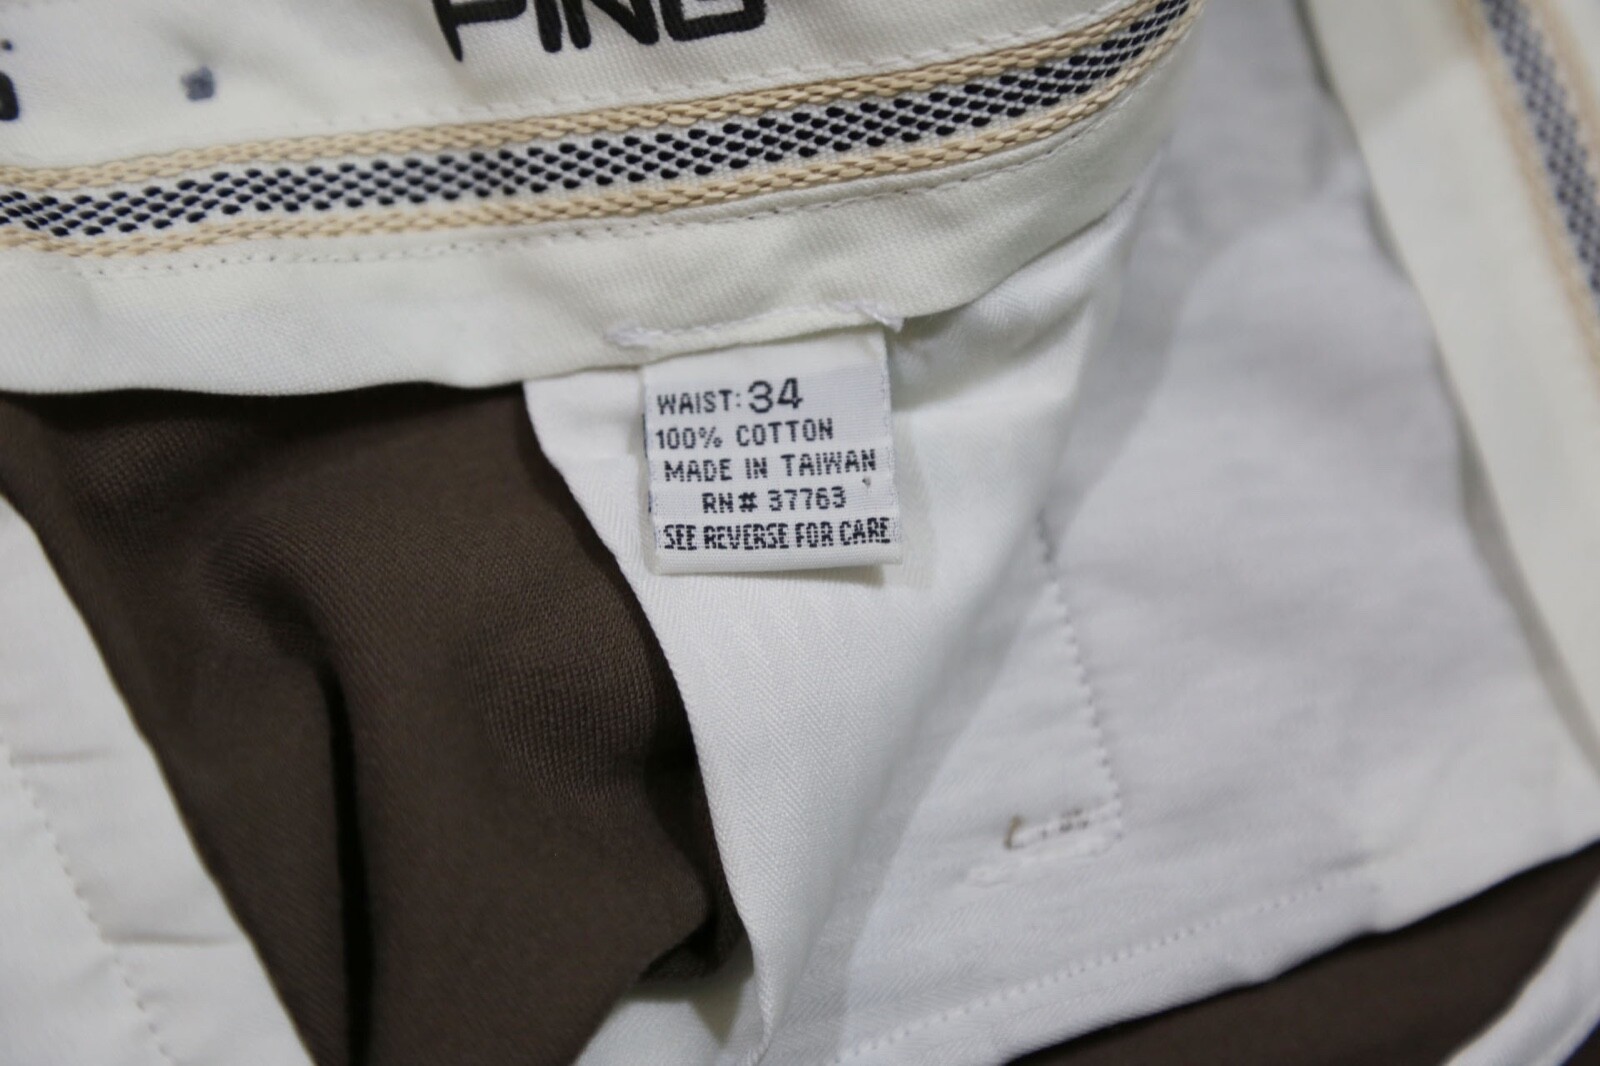 PING
WAIST: 34
100% COTTON
MADE IN TAIWAN
RN# 37763
SEE REVERSE FOR CARE